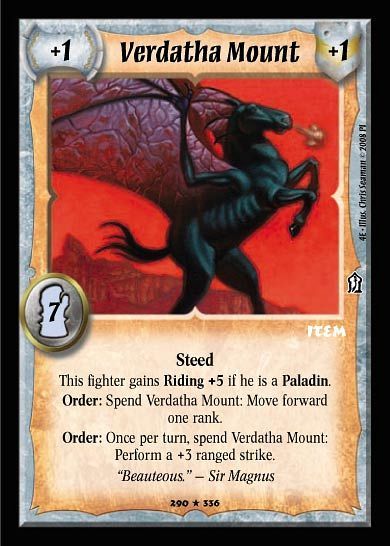 +1 Verdatha Mount +1
4E - Illus. Chris Seaman © 2008 PJ
7
ITEM
Steed
This fighter gains Riding +5 if he is a Paladin.
Order: Spend Verdatha Mount: Move forward
one rank.
Order: Once per turn, spend Verdatha Mount:
Perform a +3 ranged strike.
“Beauteous.” – Sir Magnus
290 ★ 336